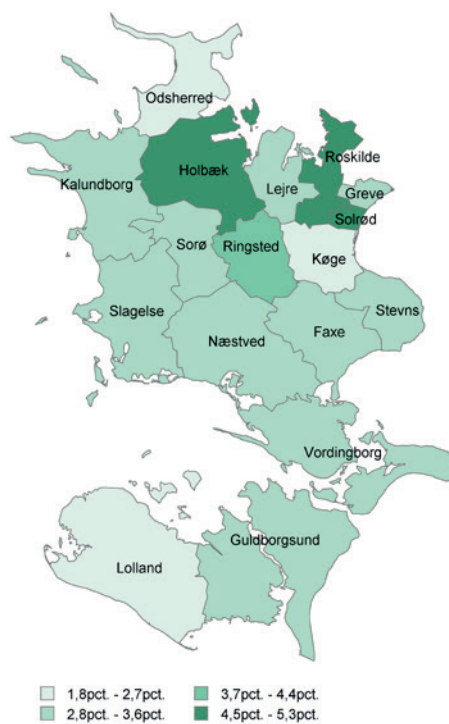 Odsherred
Roskilde
Holbæk
Lejre
Kalundborg
Greve
Solrød
Sorø
Ringsted
Køge
Slagelse
Stevns
Faxe
Næstved
Vordingborg
Guldborgsund
Lolland
1,8pct. - 2,7pct.
3,7pct. - 4,4pct.
2,8pct. - 3,6pct.
4,5pct. - 5,3pct.